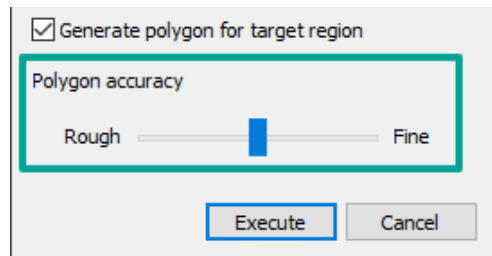 Generate polygon for target region
Polygon accuracy
Rough Fine
Execute Cancel